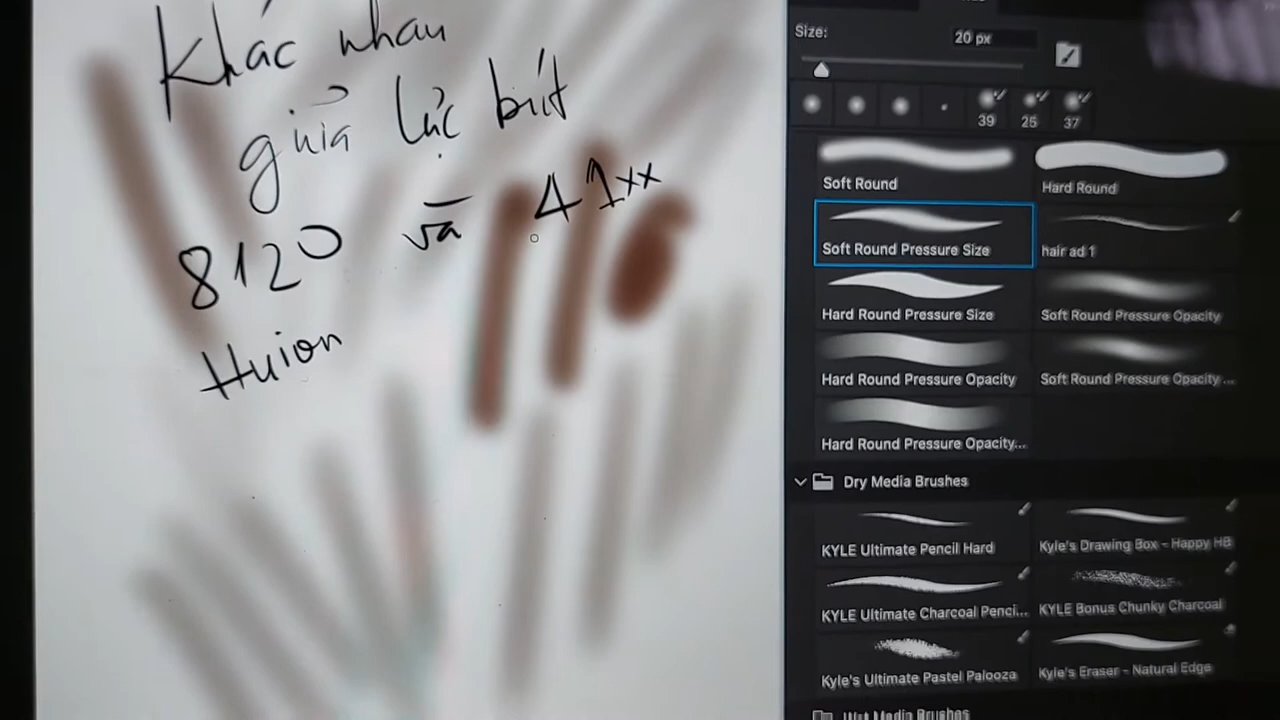 Khác nhau
giữa lực bút
8120 và 41xx
Huion
Size:
20 px
39 25 37
Soft Round
Hard Round
Soft Round Pressure Size
hair ad 1
Hard Round Pressure Size
Soft Round Pressure Opacity
Hard Round Pressure Opacity
Soft Round Pressure Opacity ...
Hard Round Pressure Opacity...
Dry Media Brushes
KYLE Ultimate Pencil Hard
Kyle's Drawing Box - Happy HB
KYLE Ultimate Charcoal Penci...
KYLE Bonus Chunky Charcoal
Kyle's Ultimate Pastel Palooza
Kyle's Eraser - Natural Edge
Wet Media Brushes